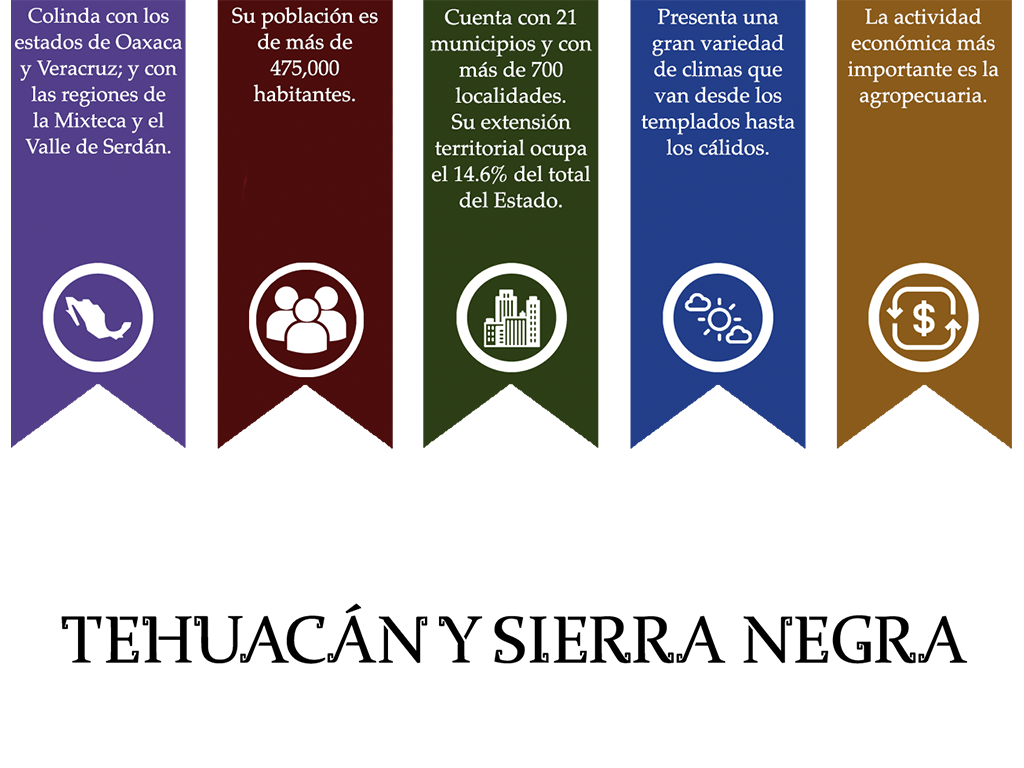 Colinda con los
estados de Oaxaca
y Veracruz; y con
las regiones de
la Mixteca y el
Valle de Serdán.
Su población es
de más de
475,000
habitantes.
Cuenta con 21
municipios y con
más de 700
localidades.
Su extensión
territorial ocupa
el 14.6% del total
del Estado.
Presenta una
gran variedad
de climas que
van desde los
templados hasta
los cálidos.
La actividad
económica más
importante es la
agropecuaria.
$
TEHUACÁN Y SIERRA NEGRA